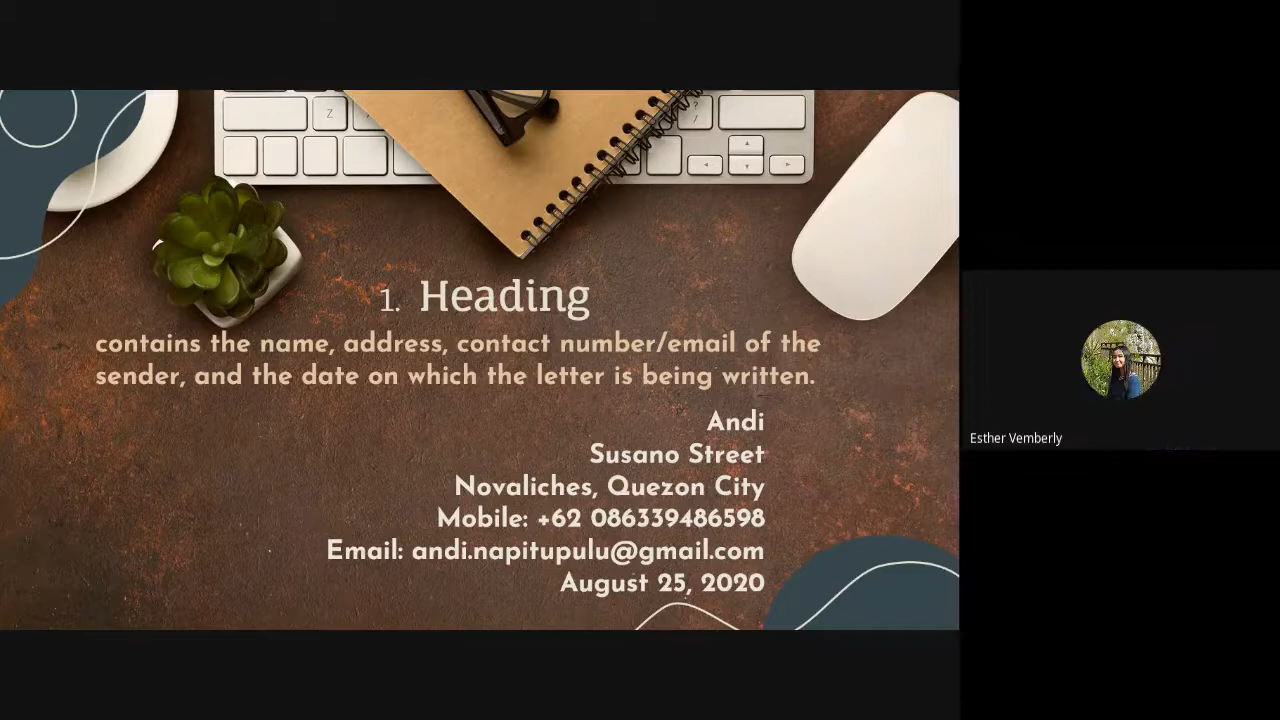 1. Heading
contains the name, address, contact number/email of the
sender, and the date on which the letter is being written.
Andi
Susano Street
Novaliches, Quezon City
Mobile: +62 086339486598
Email: andi.napitupulu@gmail.com
August 25, 2020
Esther Vemberly